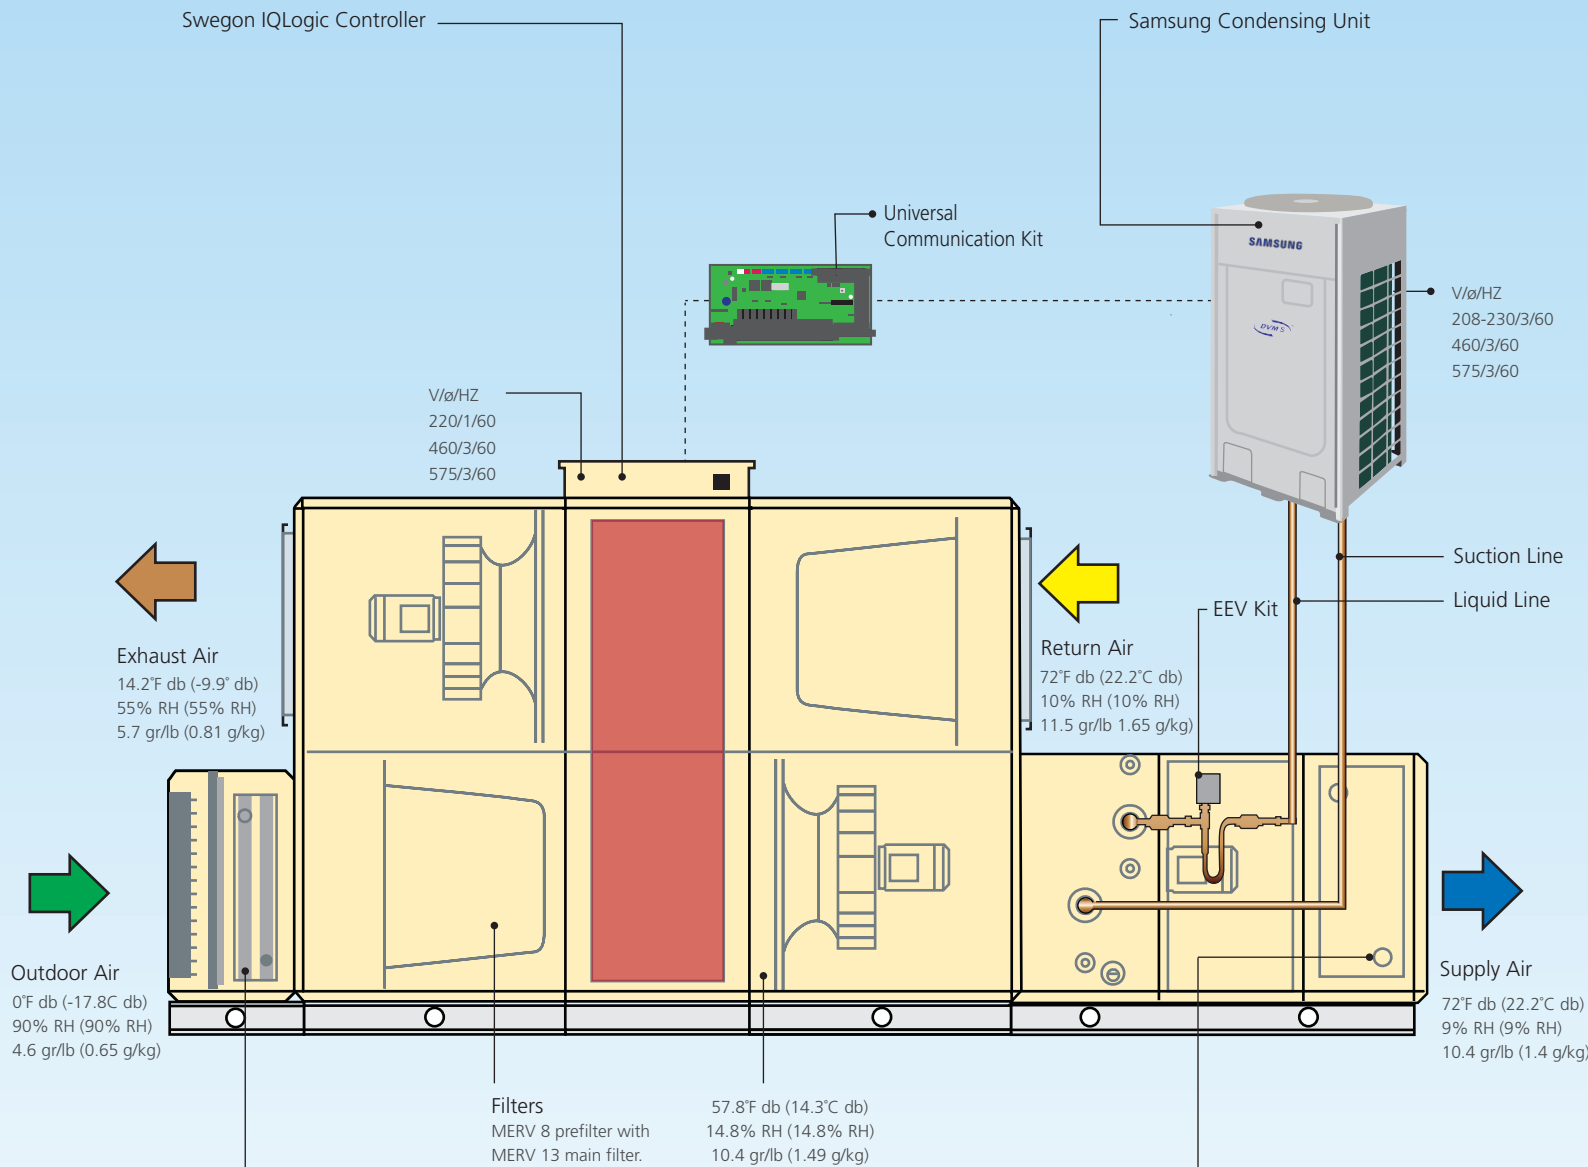 Swegon IQLogic Controller
Samsung Condensing Unit
Universal
Communication Kit
SAMSUNG
DVM S
V/ø/HZ
208-230/3/60
460/3/60
575/3/60
V/ø/HZ
220/1/60
460/3/60
575/3/60
Suction Line
Liquid Line
EEV Kit
Exhaust Air
14.2°F db (-9.9° db)
55% RH (55% RH)
5.7 gr/lb (0.81 g/kg)
Return Air
72°F db (22.2°C db)
10% RH (10% RH)
11.5 gr/lb 1.65 g/kg)
Outdoor Air
0°F db (-17.8C db)
90% RH (90% RH)
4.6 gr/lb (0.65 g/kg)
Supply Air
72°F db (22.2°C db)
9% RH (9% RH)
10.4 gr/lb (1.4 g/kg)
Filters
MERV 8 prefilter with
MERV 13 main filter.
57.8°F db (14.3°C db)
14.8% RH (14.8% RH)
10.4 gr/lb (1.49 g/kg)